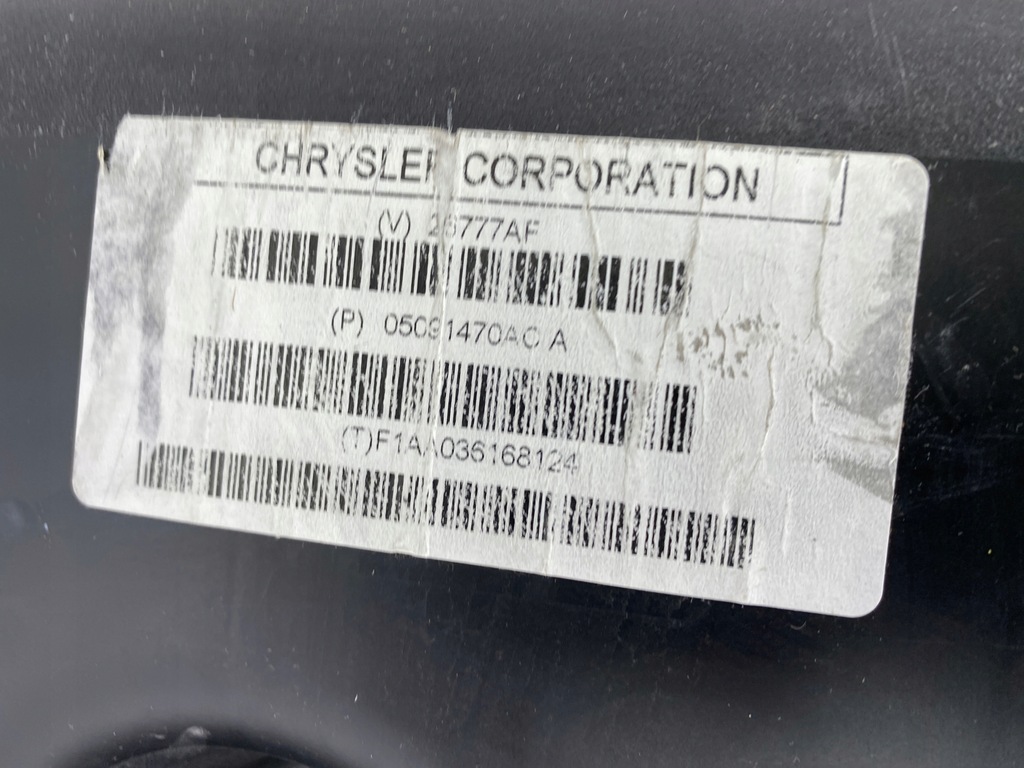 CHRYSLER CORPORATION
(V) 26777AF
(P) 05091470AC A
(T)F1AA036168124